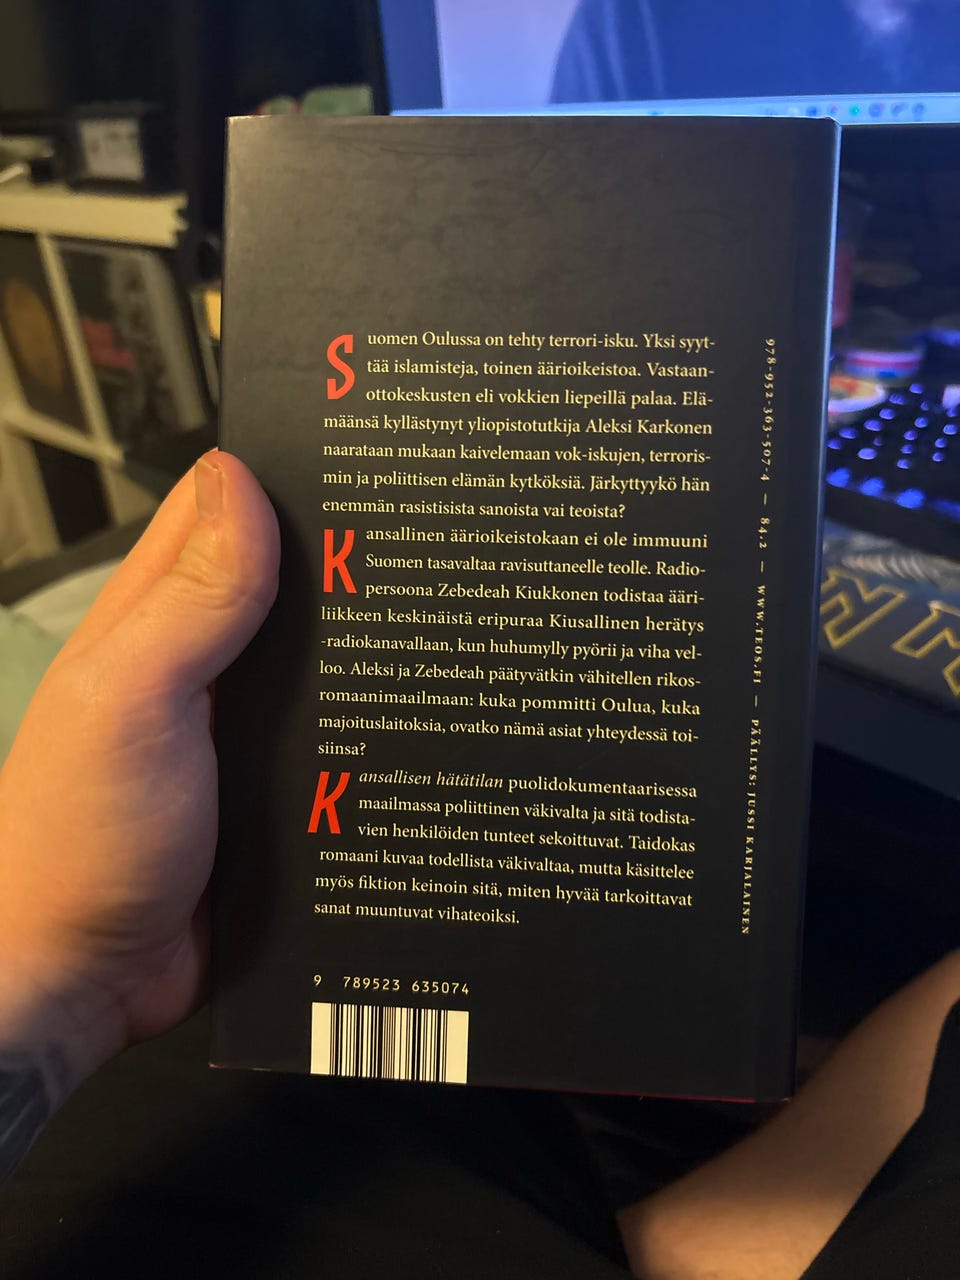 Suomen Oulussa on tehty terrori-isku. Yksi syyt-
tää islamisteja, toinen äärioikeistoa. Vastaan-
ottokeskusten eli vokkien liepeillä palaa. Elä-
määnsä kyllästynyt yliopistotutkija Aleksi Karkonen
naarataan mukaan kaivelemaan vok-iskujen, terroris-
min ja poliittisen elämän kytköksiä. Järkyttyykö hän
enemmän rasistisista sanoista vai teoista?
Kansallinen äärioikeistokaan ei ole immuuni
Suomen tasavaltaa ravisuttaneelle teolle. Radio-
persoona Zebedeah Kiukkonen todistaa ääri-
liikkeen keskinäistä eripuraa Kiusallinen herätys
-radiokanavallaan, kun huhumylly pyörii ja viha vel-
loo. Aleksi ja Zebedeah päätyvätkin vähitellen rikos-
romaanimaailmaan: kuka pommitti Oulua, kuka
majoituslaitoksia, ovatko nämä asiat yhteydessä toi-
siinsa?
Kansallisen hätätilan puolidokumentaarisessa
maailmassa poliittinen väkivalta ja sitä todista-
vien henkilöiden tunteet sekoittuvat. Taidokas
romaani kuvaa todellista väkivaltaa, mutta käsittelee
myös fiktion keinoin sitä, miten hyvää tarkoittavat
sanat muuntuvat vihateoiksi.
978-952-363-507-4 — 84.2 — WWW.TEOS.FI — PÄÄLLYS: JUSSI KARJALAINEN
9 789523 635074